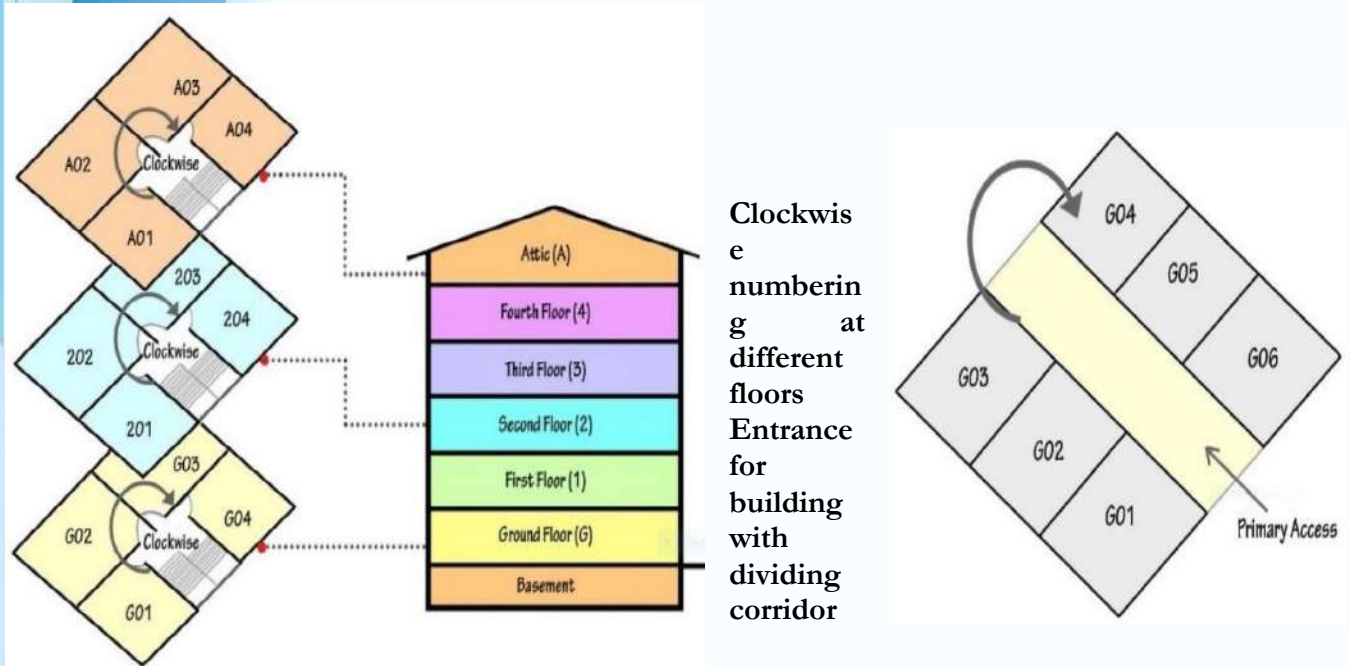 A03
A04
A02
Clockwise
A01
203
204
202
Clockwise
201
G03
G04
G02
Clockwise
G01
Attic (A)
Fourth Floor (4)
Third Floor (3)
Second Floor (2)
First Floor (1)
Ground Floor (G)
Basement
Clockwis
e
numberin
g at
different
floors
Entrance
for
building
with
dividing
corridor
G04
G05
G06
G03
G02
G01
Primary Access